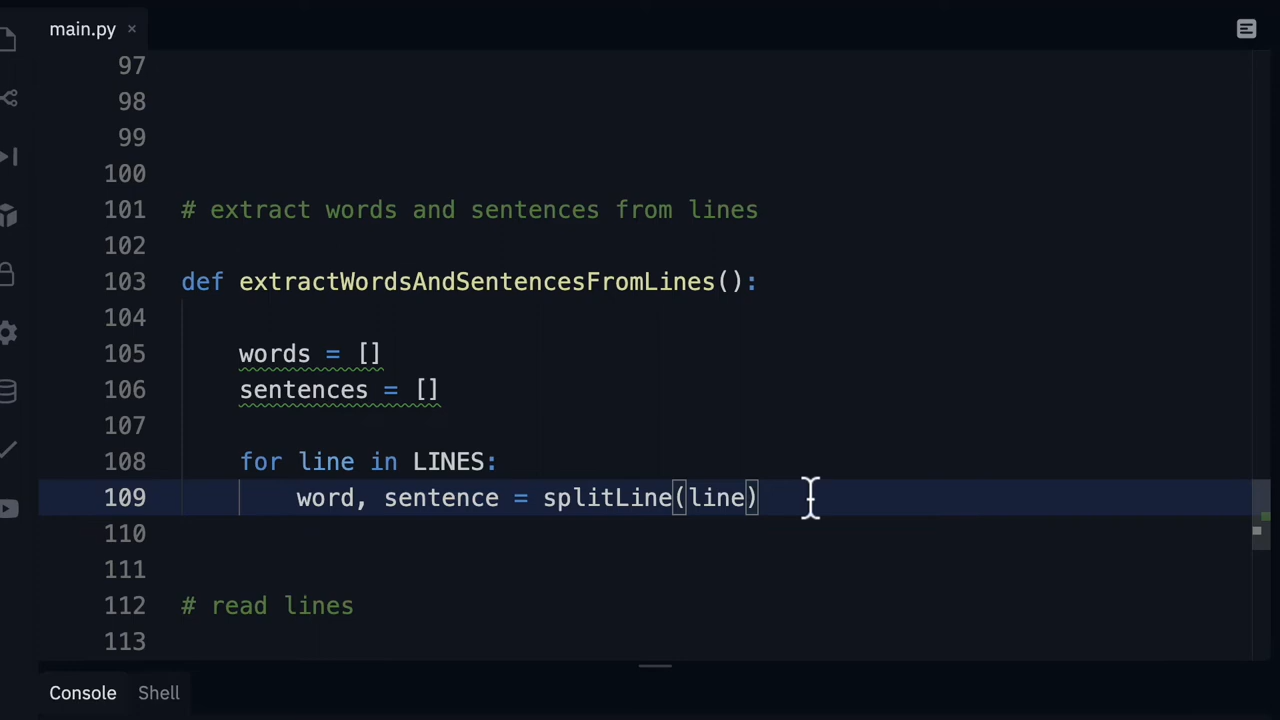 main.py ×
97
98
99
100
101 # extract words and sentences from lines
102
103 def extractWordsAndSentencesFromLines():
104
105 words = []
106 sentences = []
107
108 for line in LINES:
109 word, sentence = splitLine(line)
110
111
112 # read lines
113
Console Shell